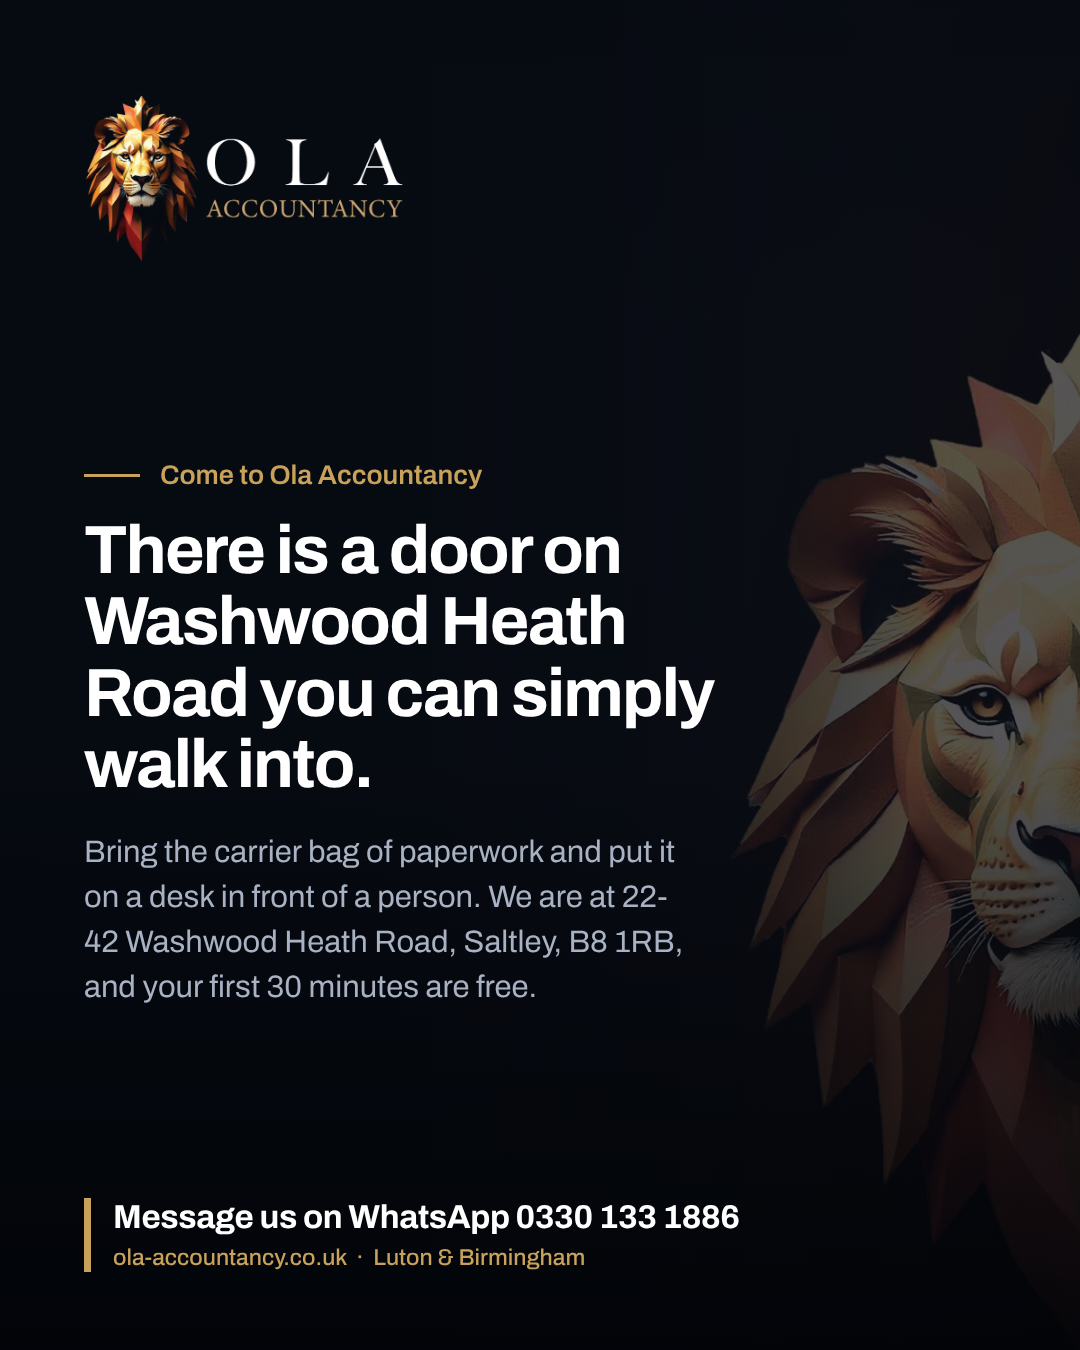 OLA
ACCOUNTANCY
Come to Ola Accountancy
There is a door on
Washwood Heath
Road you can simply
walk into.
Bring the carrier bag of paperwork and put it
on a desk in front of a person. We are at 22-
42 Washwood Heath Road, Saltley, B8 1RB,
and your first 30 minutes are free.
Message us on WhatsApp 0330 133 1886
ola-accountancy.co.uk · Luton & Birmingham